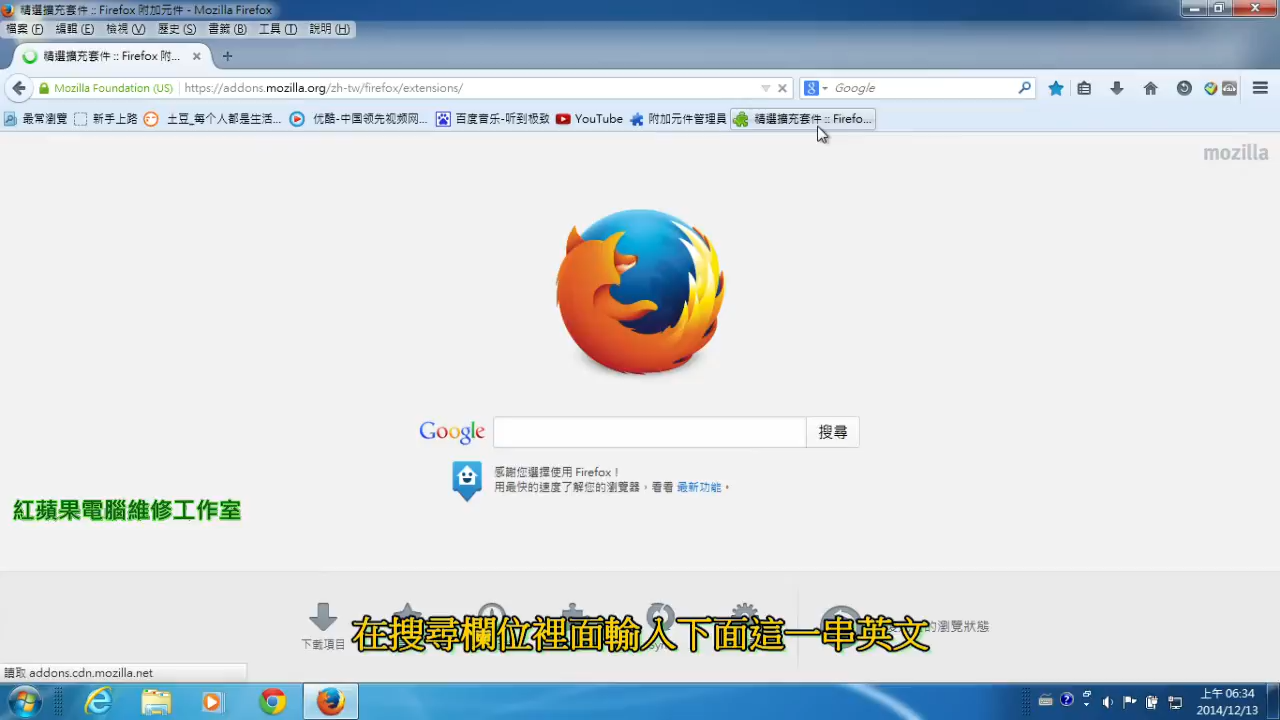 精選擴充套件 :: Firefox 附加元件 - Mozilla Firefox
檔案(F) 編輯(E) 檢視(V) 歷史(S) 書籤(B) 工具(T) 說明(H)
精選擴充套件 :: Firefox 附...
Mozilla Foundation (US) https://addons.mozilla.org/zh-tw/firefox/extensions/ Google
最常瀏覽 新手上路 土豆_每个人都是生活... 优酷-中国领先视频网... 百度音乐-听到极致 YouTube 附加元件管理員 精選擴充套件 :: Firefo...
mozilla
Google 搜尋
感謝您選擇使用 Firefox！
用最快的速度了解您的瀏覽器，看看 最新功能。
紅蘋果電腦維修工作室
在搜尋欄位裡面輸入下面這一串英文
下載項目 的瀏覽狀態
讀取 addons.cdn.mozilla.net
上午 06:34
2014/12/13